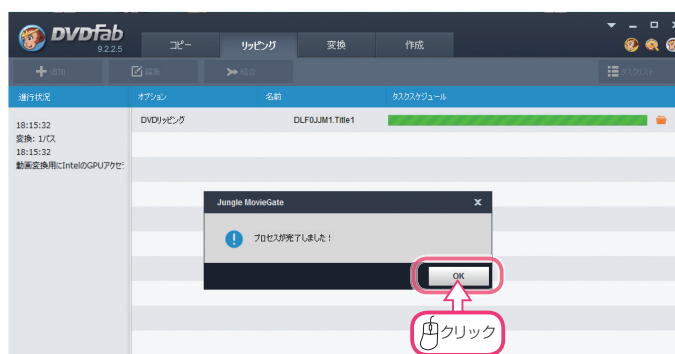 DVDFab
9.2.2.5
コピー
リッピング
変換
作成
追加
編集
結合
タスクリスト
進行状況
オプション
名前
タスクスケジュール
18:15:32
変換: 1/パス
18:15:32
動画変換用にIntelのGPUアクセ
DVDリッピング
DLF0JJM1.Title1
Jungle MovieGate
プロセスが完了しました！
OK
クリック